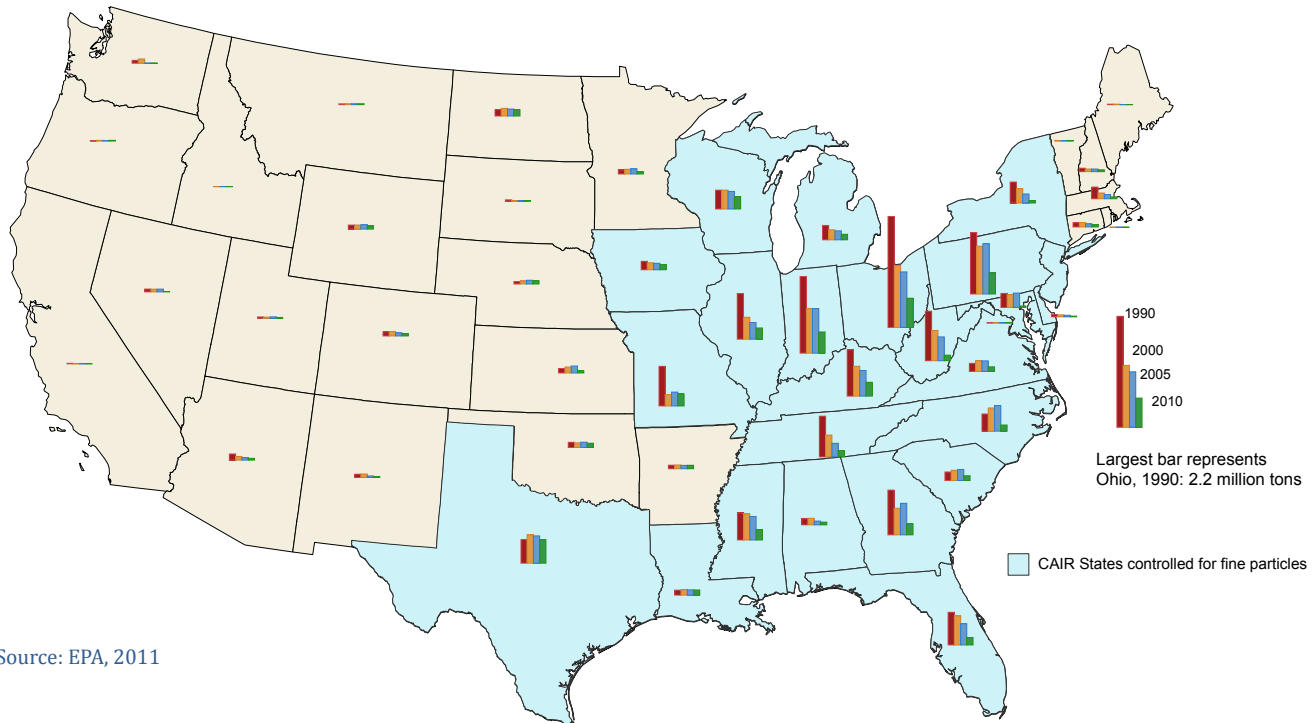 1990
2000
2005
2010
Largest bar represents
Ohio, 1990: 2.2 million tons
CAIR States controlled for fine particles
Source: EPA, 2011